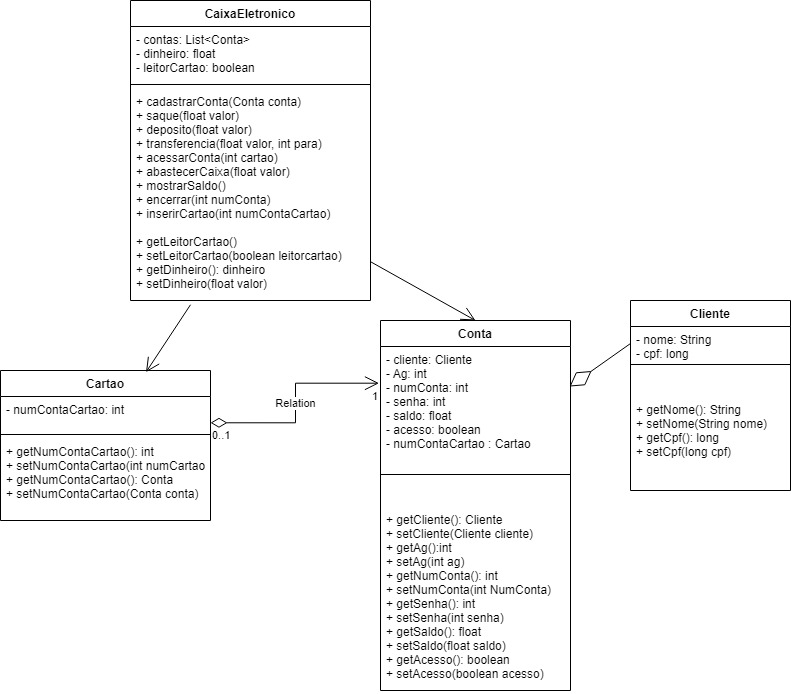 CaixaEletronico
- contas: List<Conta>
- dinheiro: float
- leitorCartao: boolean
+ cadastrarConta(Conta conta)
+ saque(float valor)
+ deposito(float valor)
+ transferencia(float valor, int para)
+ acessarConta(int cartao)
+ abastecerCaixa(float valor)
+ mostrarSaldo()
+ encerrar(int numConta)
+ inserirCartao(int numContaCartao)
+ getLeitorCartao()
+ setLeitorCartao(boolean leitorcartao)
+ getDinheiro(): dinheiro
+ setDinheiro(float valor)
Cartao
- numContaCartao: int
+ getNumContaCartao(): int
+ setNumContaCartao(int numCartao
+ getNumContaCartao(): Conta
+ setNumContaCartao(Conta conta)
0..1
Relation
1
Conta
- cliente: Cliente
- Ag: int
- numConta: int
- senha: int
- saldo: float
- acesso: boolean
- numContaCartao : Cartao
+ getCliente(): Cliente
+ setCliente(Cliente cliente)
+ getAg():int
+ setAg(int ag)
+ getNumConta(): int
+ setNumConta(int NumConta)
+ getSenha(): int
+ setSenha(int senha)
+ getSaldo(): float
+ setSaldo(float saldo)
+ getAcesso(): boolean
+ setAcesso(boolean acesso)
Cliente
- nome: String
- cpf: long
+ getNome(): String
+ setNome(String nome)
+ getCpf(): long
+ setCpf(long cpf)